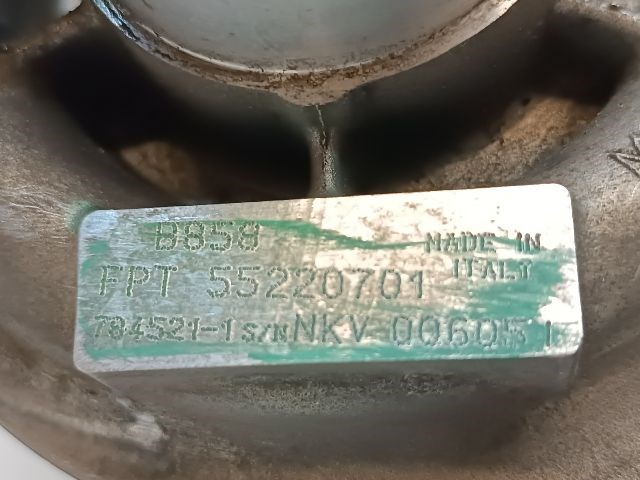 B858
MADE IN
ITALY
FPT 55220701
784521-1 S/N NKV 006051